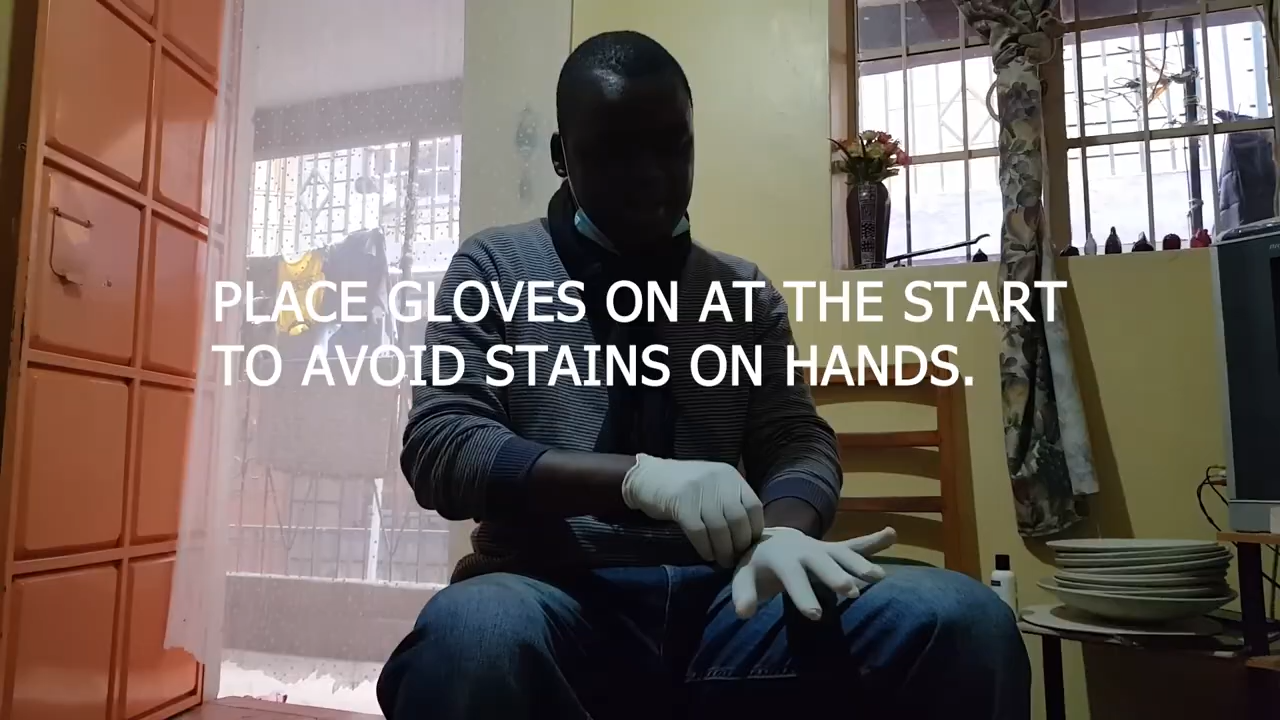 PLACE GLOVES ON AT THE START
TO AVOID STAINS ON HANDS.